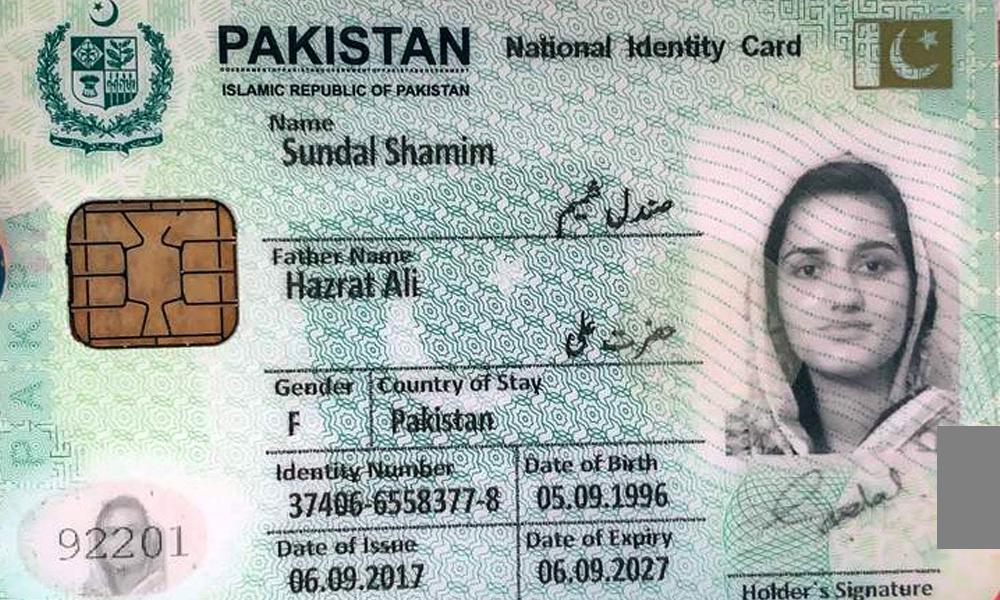 PAKISTAN National Identity Card
ISLAMIC REPUBLIC OF PAKISTAN
Name
Sundal Shamim
صندل شمیم
Father Name
Hazrat Ali
حضرت علی
Gender Country of Stay
F Pakistan
Identity Number Date of Birth
37406-6558377-8 05.09.1996
Date of Issue Date of Expiry
06.09.2017 06.09.2027
92201
Holder's Signature